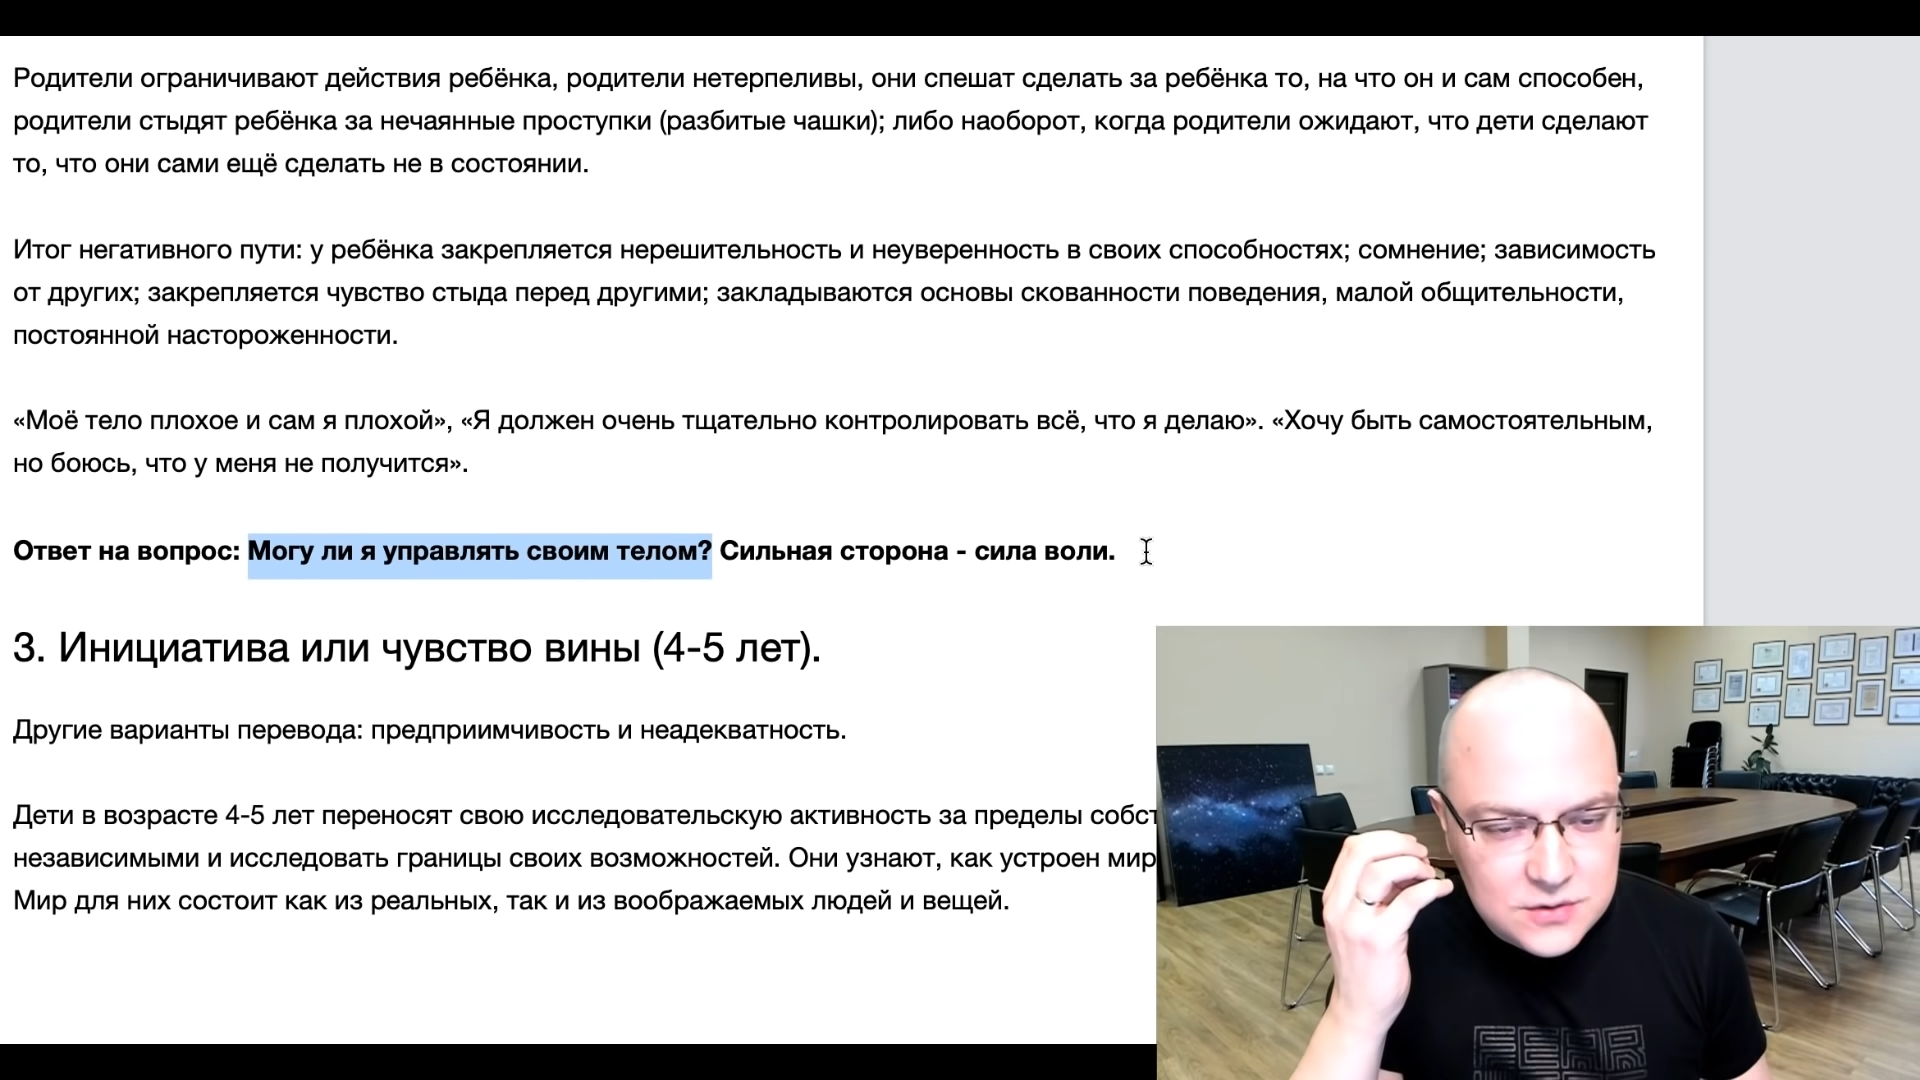 Родители ограничивают действия ребёнка, родители нетерпеливы, они спешат сделать за ребёнка то, на что он и сам способен,
родители стыдят ребёнка за нечаянные проступки (разбитые чашки); либо наоборот, когда родители ожидают, что дети сделают
то, что они сами ещё сделать не в состоянии.
Итог негативного пути: у ребёнка закрепляется нерешительность и неуверенность в своих способностях; сомнение; зависимость
от других; закрепляется чувство стыда перед другими; закладываются основы скованности поведения, малой общительности,
постоянной настороженности.
«Моё тело плохое и сам я плохой», «Я должен очень тщательно контролировать всё, что я делаю». «Хочу быть самостоятельным,
но боюсь, что у меня не получится».
Ответ на вопрос: Могу ли я управлять своим телом? Сильная сторона - сила воли.
3. Инициатива или чувство вины (4-5 лет).
Другие варианты перевода: предприимчивость и неадекватность.
Дети в возрасте 4-5 лет переносят свою исследовательскую активность за пределы собст
независимыми и исследовать границы своих возможностей. Они узнают, как устроен мир
Мир для них состоит как из реальных, так и из воображаемых людей и вещей.
FEAR